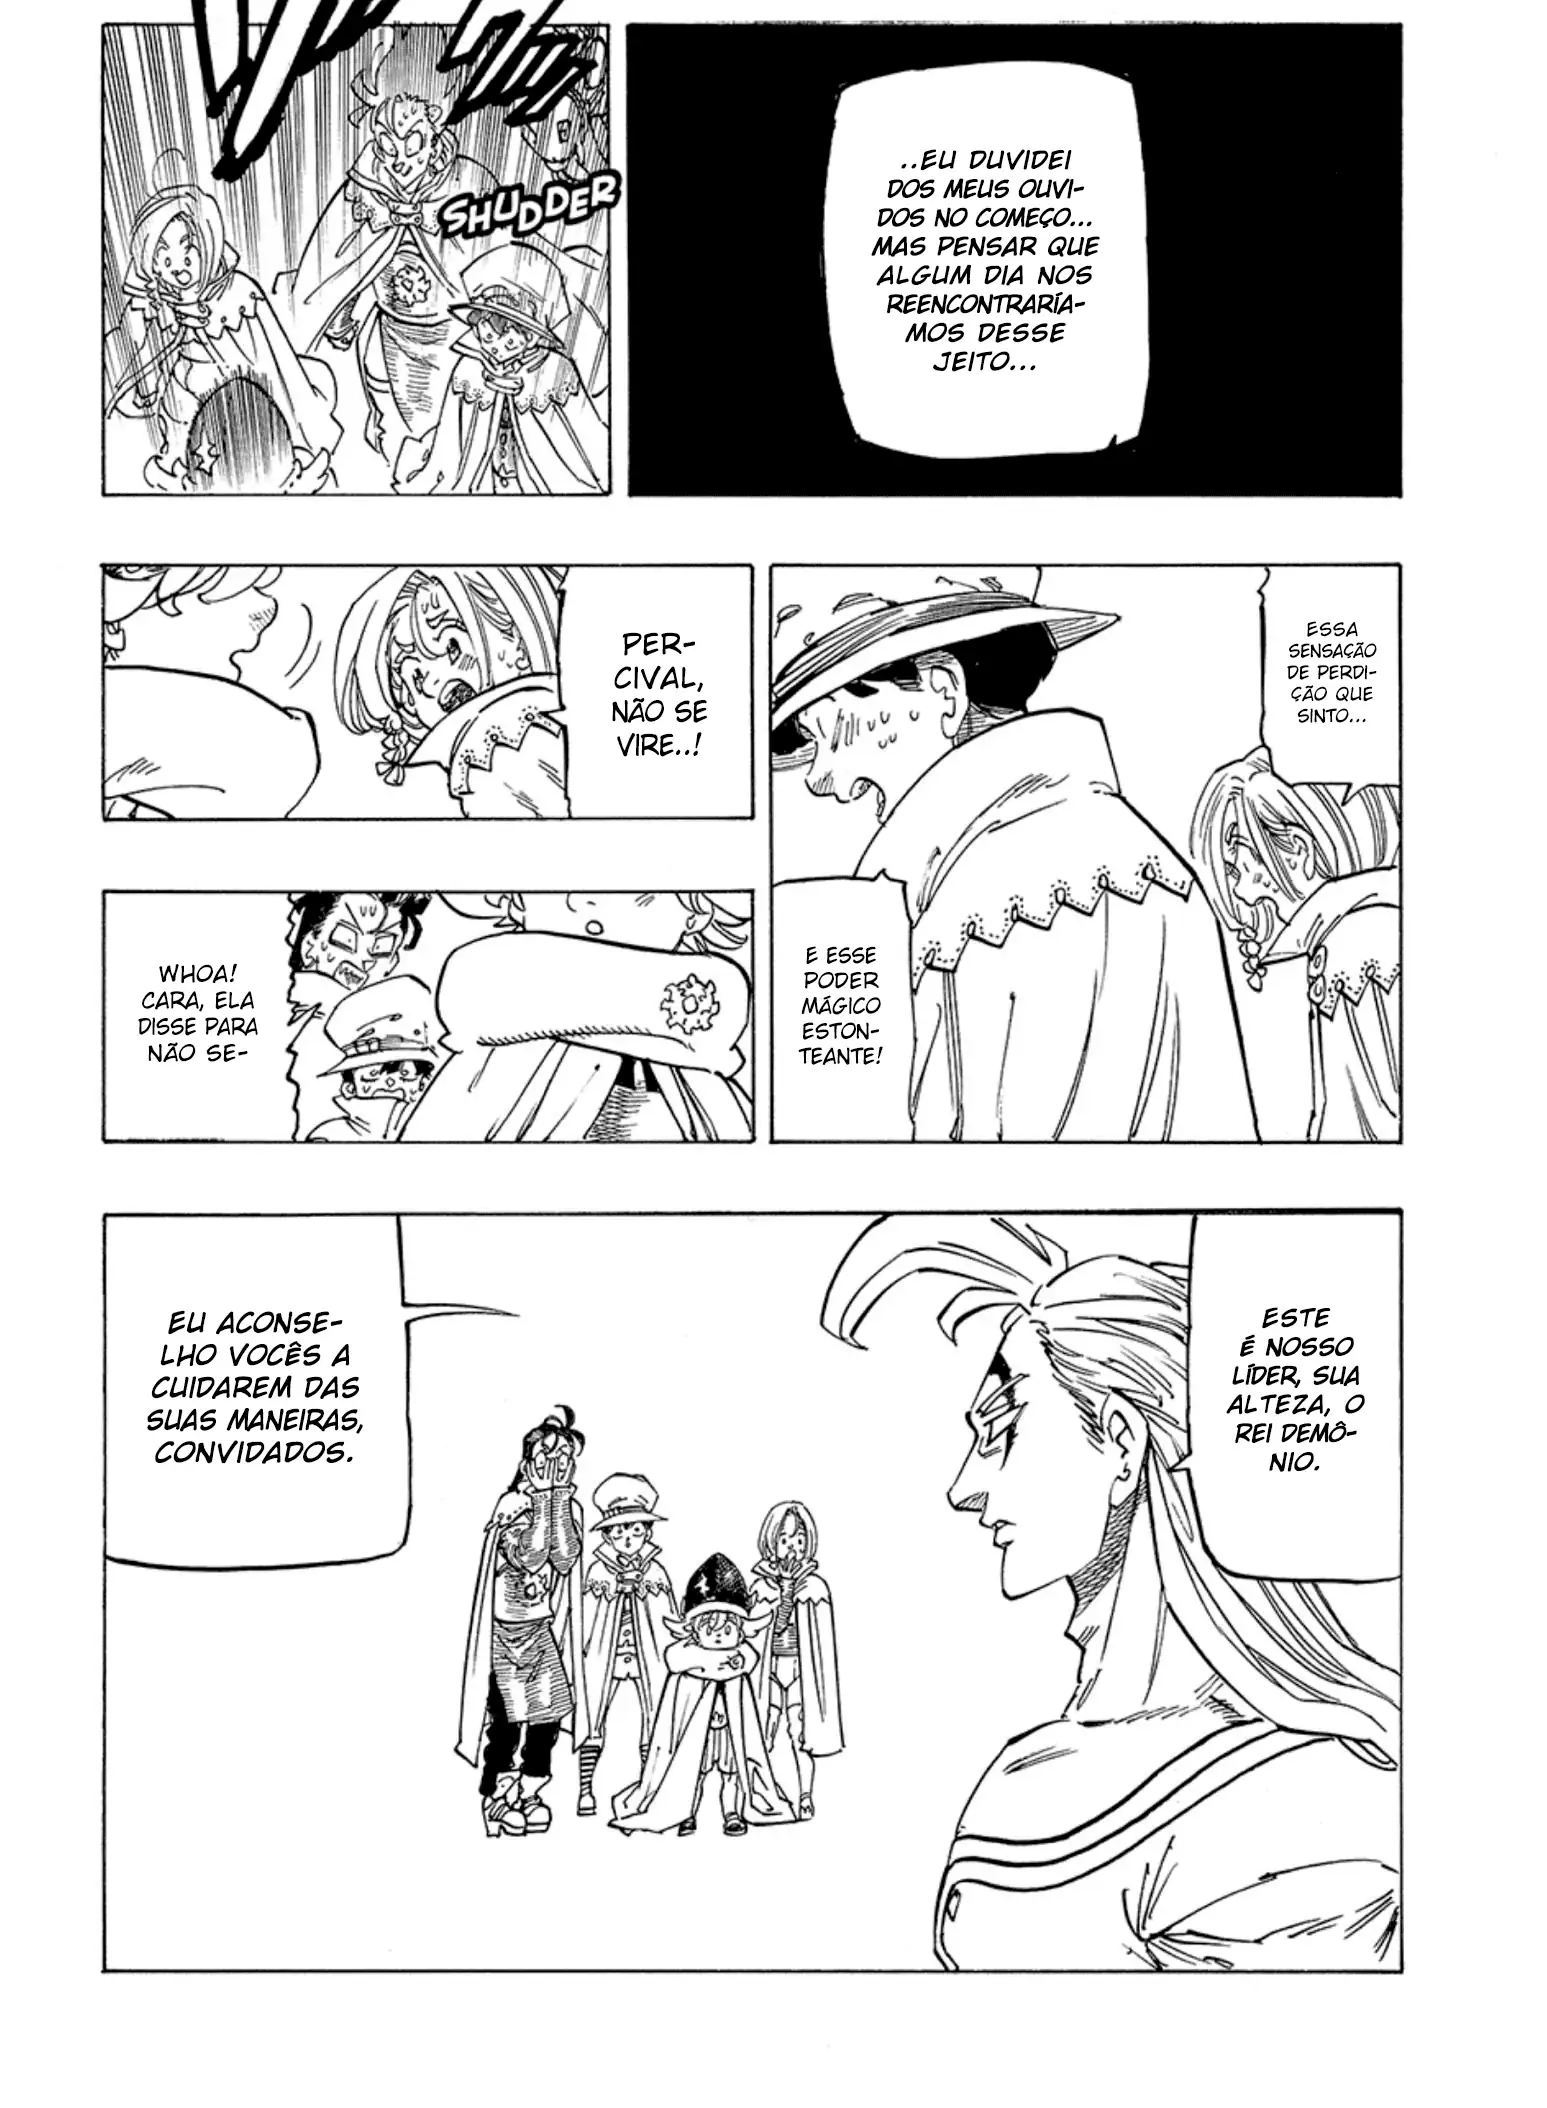 ..EU DUVIDEI
DOS MEUS OUVI-
DOS NO COMEÇO...
MAS PENSAR QUE
ALGUM DIA NOS
REENCONTRARÍA-
MOS DESSE
JEITO...
SHUDDER
ESSA
SENSAÇÃO
DE PERDI-
ÇÃO QUE
SINTO...
E ESSE
PODER
MÁGICO
ESTON-
TEANTE!
PER-
CIVAL,
NÃO SE
VIRE..!
WHOA!
CARA, ELA
DISSE PARA
NÃO SE-
ESTE
É NOSSO
LÍDER, SUA
ALTEZA, O
REI DEMÔ-
NIO.
EU ACONSE-
LHO VOCÊS A
CUIDAREM DAS
SUAS MANEIRAS,
CONVIDADOS.